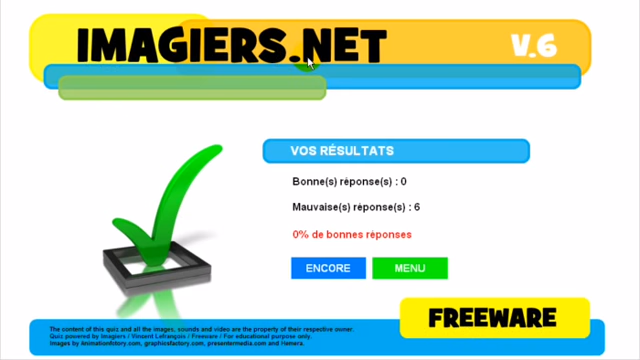 IMAGIERS.NET
V.6
VOS RÉSULTATS
Bonne(s) réponse(s) : 0
Mauvaise(s) réponse(s) : 6
0% de bonnes réponses
ENCORE
MENU
FREEWARE
The content of this quiz and all the images, sounds and video are the property of their respective owner.
Quiz powered by Imagiers / Vincent Lefrançois / Freeware / For educational purpose only.
Images by Animationfctory.com, graphicsfactory.com, presentermedia.com and Hemera.